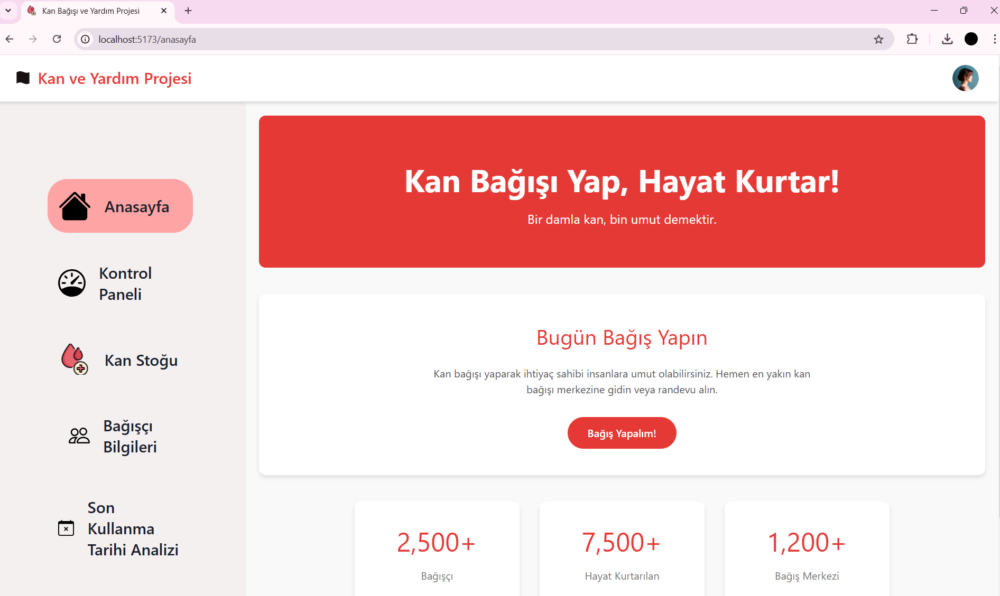 Kan Bağışı ve Yardım Projesi
localhost:5173/anasayfa
Kan ve Yardım Projesi
Anasayfa
Kontrol
Paneli
Kan Stoğu
Bağışçı
Bilgileri
Son
Kullanma
Tarihi Analizi
Kan Bağışı Yap, Hayat Kurtar!
Bir damla kan, bin umut demektir.
Bugün Bağış Yapın
Kan bağışı yaparak ihtiyaç sahibi insanlara umut olabilirsiniz. Hemen en yakın kan
bağışı merkezine gidin veya randevu alın.
Bağış Yapalım!
2,500+
Bağışçı
7,500+
Hayat Kurtarılan
1,200+
Bağış Merkezi